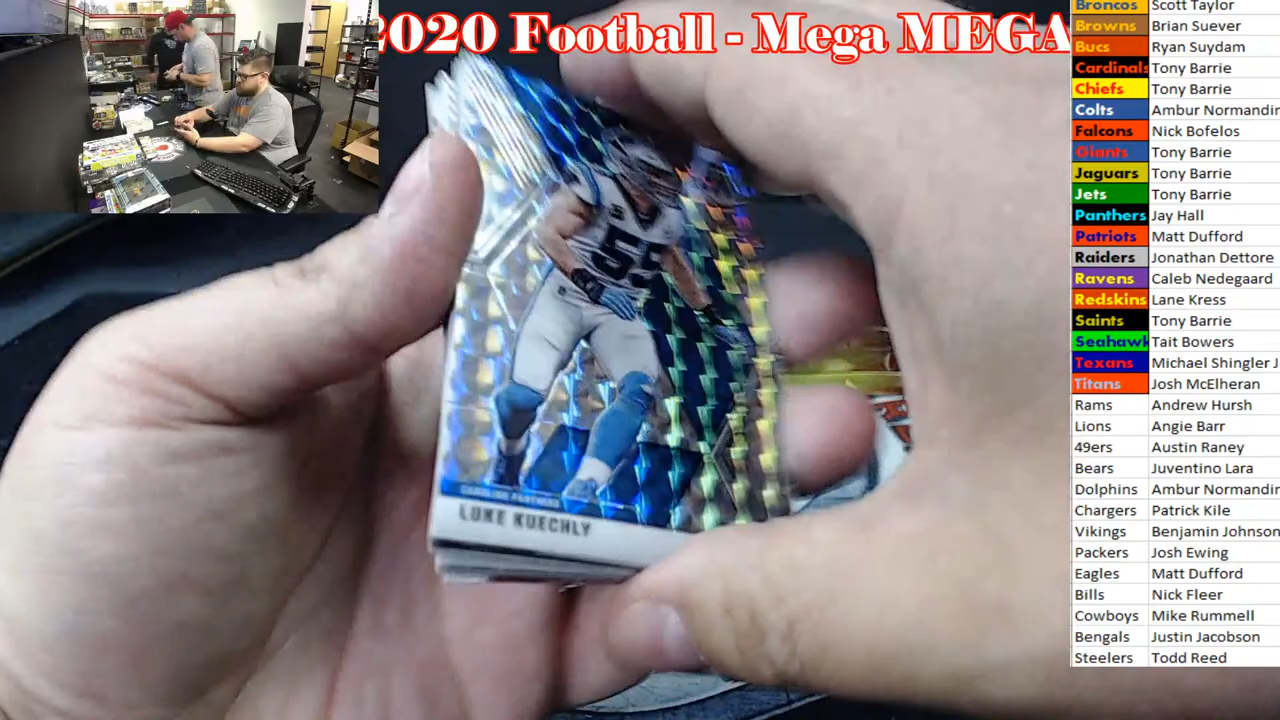 2020 Football - Mega MEGA
Broncos Scott Taylor
Browns Brian Suever
Bucs Ryan Suydam
Cardinals Tony Barrie
Chiefs Tony Barrie
Colts Ambur Normandin
Falcons Nick Bofelos
Giants Tony Barrie
Jaguars Tony Barrie
Jets Tony Barrie
Panthers Jay Hall
Patriots Matt Dufford
Raiders Jonathan Dettore
Ravens Caleb Nedegaard
Redskins Lane Kress
Saints Tony Barrie
Seahawk Tait Bowers
Texans Michael Shingler J
Titans Josh McElheran
Rams Andrew Hursh
Lions Angie Barr
49ers Austin Raney
Bears Juventino Lara
Dolphins Ambur Normandin
Chargers Patrick Kile
Vikings Benjamin Johnson
Packers Josh Ewing
Eagles Matt Dufford
Bills Nick Fleer
Cowboys Mike Rummell
Bengals Justin Jacobson
Steelers Todd Reed
55
CAROLINA PANTHERS
LUKE KUECHLY